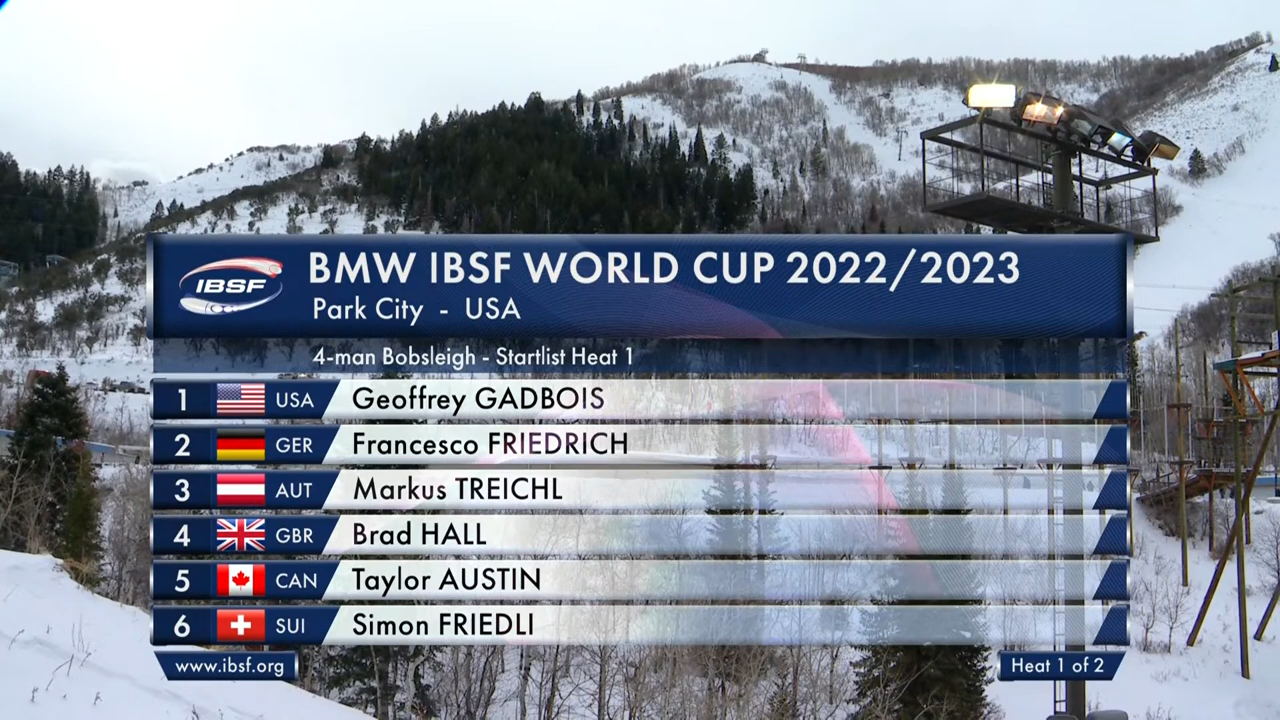 IBSF
BMW IBSF WORLD CUP 2022/2023
Park City - USA
4-man Bobsleigh - Startlist Heat 1
1 USA Geoffrey GADBOIS
2 GER Francesco FRIEDRICH
3 AUT Markus TREICHL
4 GBR Brad HALL
5 CAN Taylor AUSTIN
6 SUI Simon FRIEDLI
www.ibsf.org
Heat 1 of 2